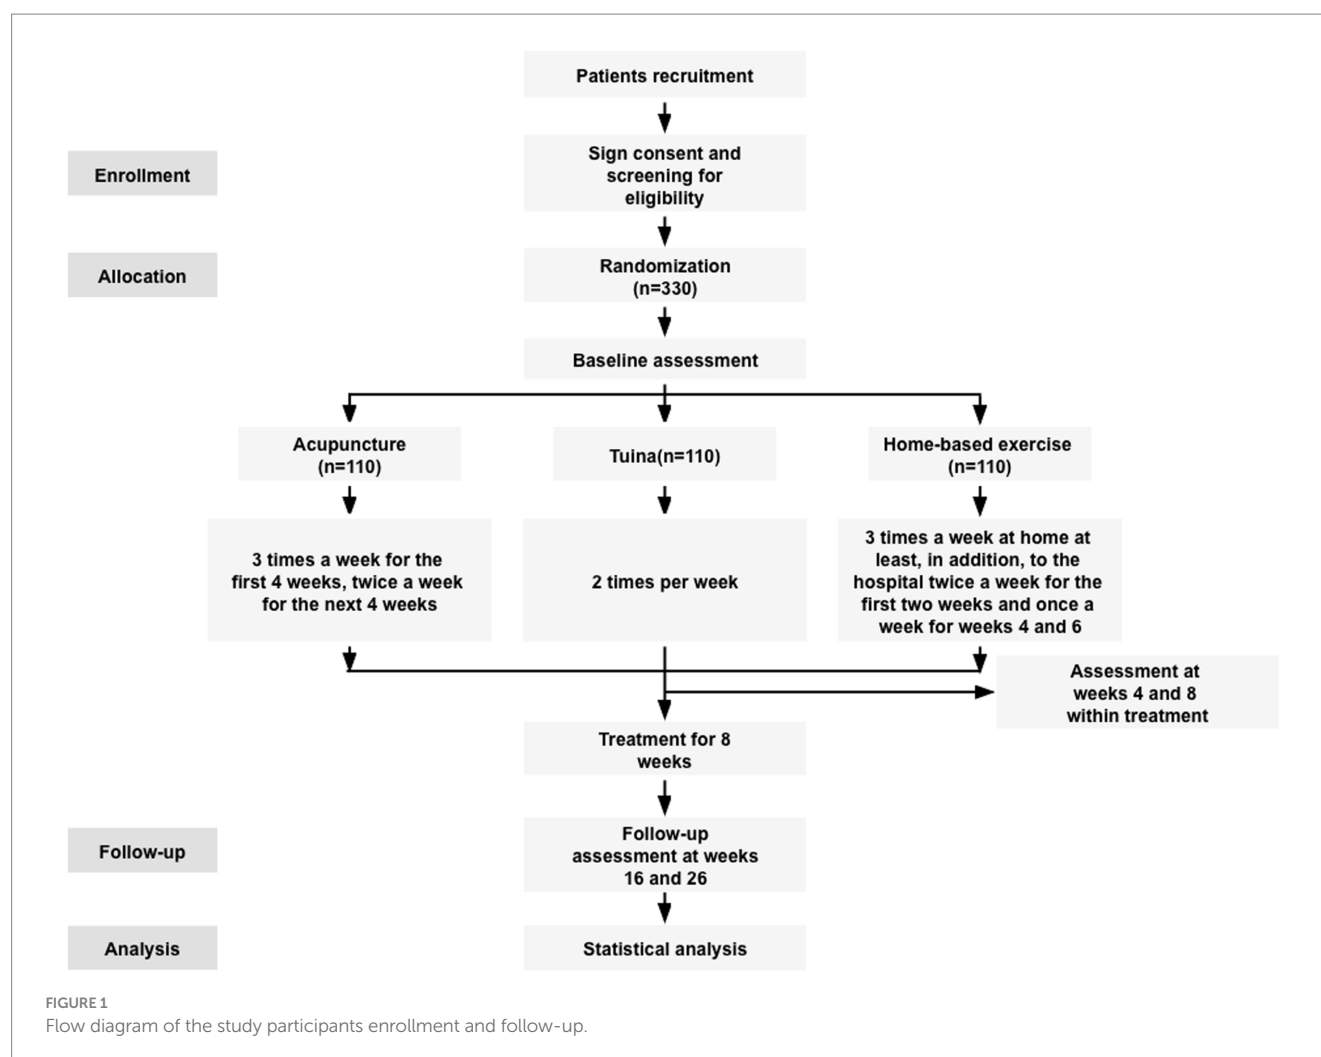 Patients recruitment
Enrollment
Sign consent and
screening for
eligibility
Allocation
Randomization
(n=330)
Baseline assessment
Acupuncture
(n=110)
Tuina(n=110)
Home-based exercise
(n=110)
3 times a week for the
first 4 weeks, twice a week
for the next 4 weeks
2 times per week
3 times a week at home at
least, in addition, to the
hospital twice a week for the
first two weeks and once a
week for weeks 4 and 6
Assessment at
weeks 4 and 8
within treatment
Treatment for 8
weeks
Follow-up
Follow-up
assessment at weeks
16 and 26
Analysis
Statistical analysis
FIGURE 1
Flow diagram of the study participants enrollment and follow-up.